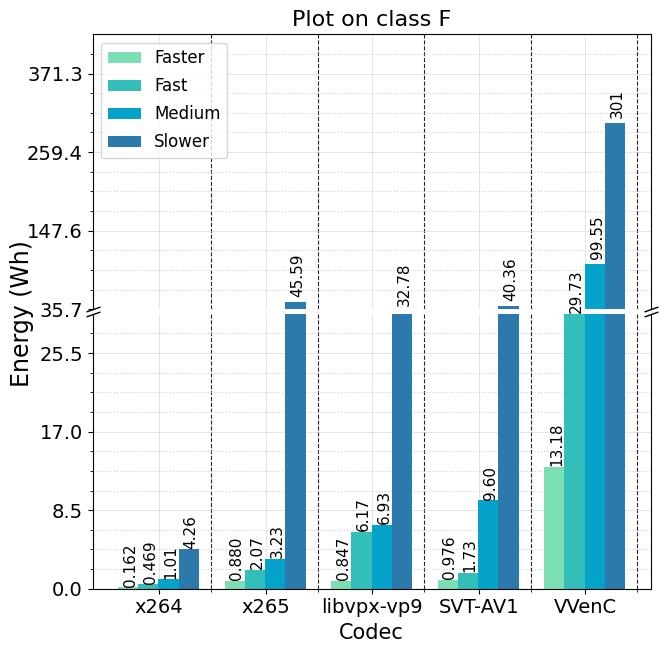 Plot on class F
Faster
Fast
Medium
Slower
371.3
259.4
147.6
35.7
25.5
17.0
8.5
0.0
Energy (Wh)
0.162
0.469
1.01
4.26
0.880
2.07
3.23
45.59
0.847
6.17
6.93
32.78
0.976
1.73
9.60
40.36
13.18
29.73
99.55
301
x264
x265
libvpx-vp9
SVT-AV1
VVenC
Codec